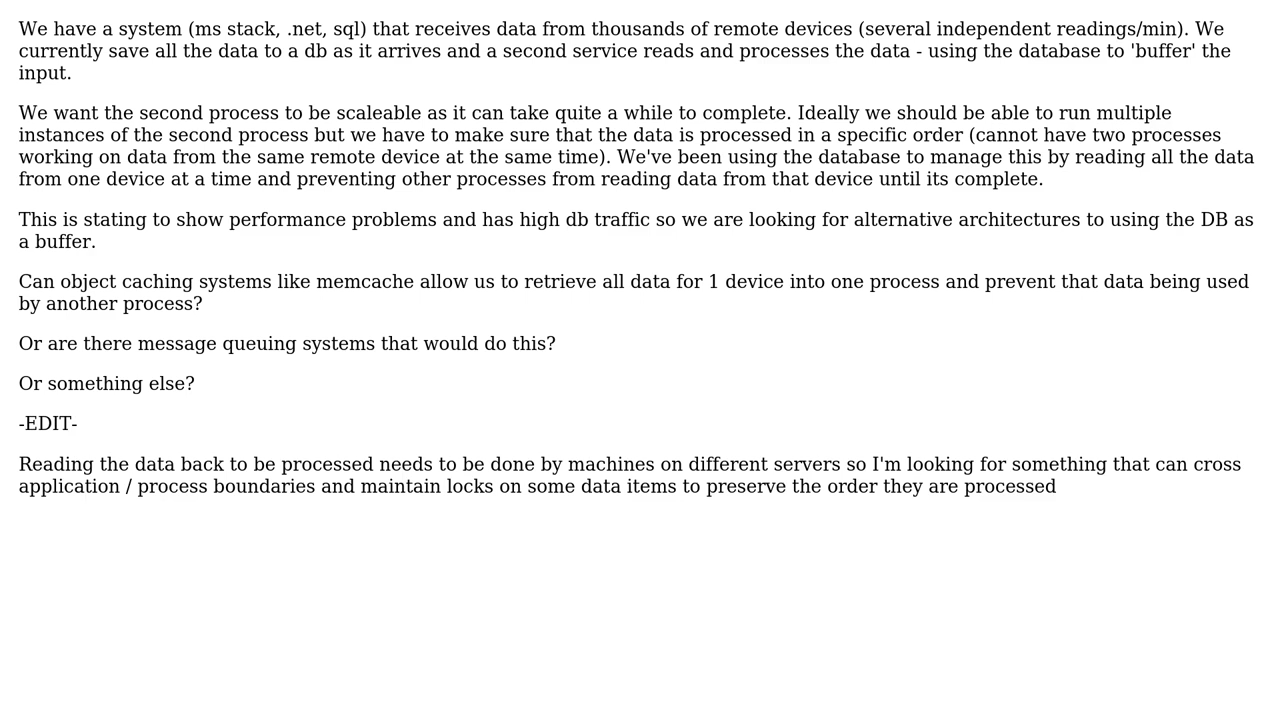 We have a system (ms stack, .net, sql) that receives data from thousands of remote devices (several independent readings/min). We
currently save all the data to a db as it arrives and a second service reads and processes the data - using the database to 'buffer' the
input.
We want the second process to be scaleable as it can take quite a while to complete. Ideally we should be able to run multiple
instances of the second process but we have to make sure that the data is processed in a specific order (cannot have two processes
working on data from the same remote device at the same time). We've been using the database to manage this by reading all the data
from one device at a time and preventing other processes from reading data from that device until its complete.
This is stating to show performance problems and has high db traffic so we are looking for alternative architectures to using the DB as
a buffer.
Can object caching systems like memcache allow us to retrieve all data for 1 device into one process and prevent that data being used
by another process?
Or are there message queuing systems that would do this?
Or something else?
-EDIT-
Reading the data back to be processed needs to be done by machines on different servers so I'm looking for something that can cross
application / process boundaries and maintain locks on some data items to preserve the order they are processed